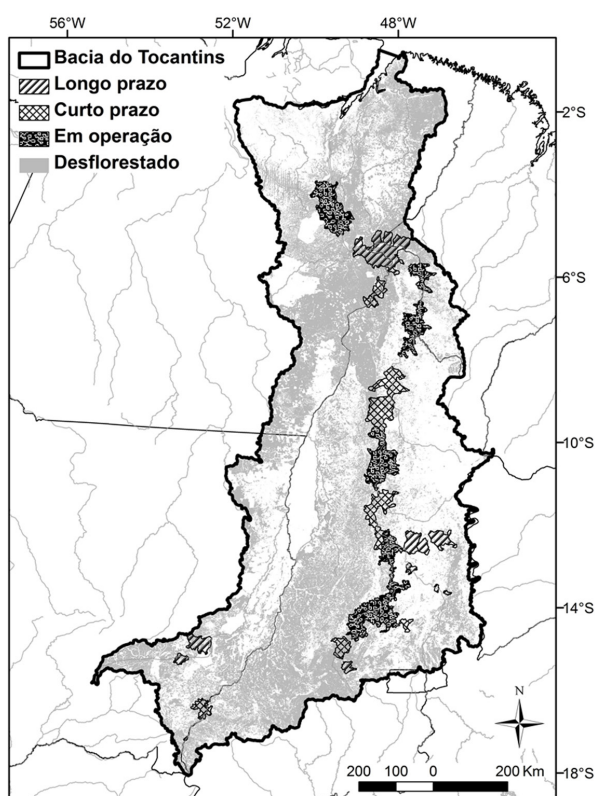 56°W 52°W 48°W
Bacia do Tocantins
Longo prazo
Curto prazo
Em operação
Desflorestado
2°S
6°S
10°S
14°S
N
18°S
200 100 0 200 Km